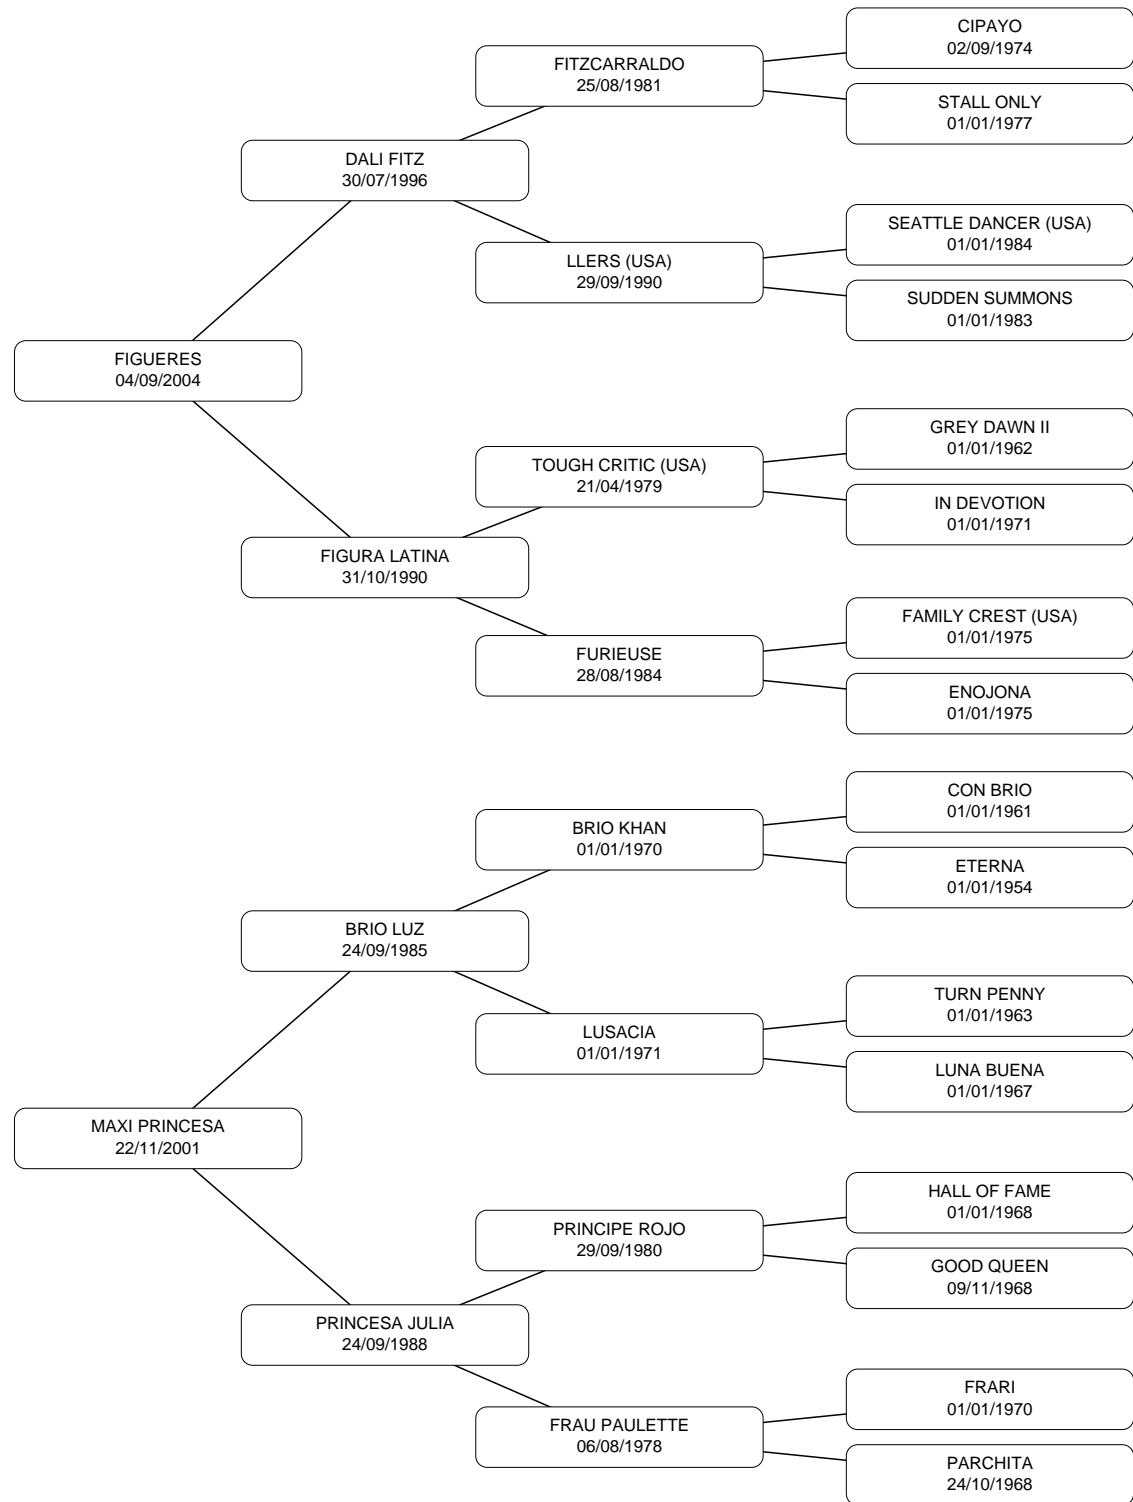 CIPAYO
02/09/1974
FITZCARRALDO
25/08/1981
STALL ONLY
01/01/1977
DALI FITZ
30/07/1996
SEATTLE DANCER (USA)
01/01/1984
LLERS (USA)
29/09/1990
SUDDEN SUMMONS
01/01/1983
FIGUERES
04/09/2004
GREY DAWN II
01/01/1962
TOUGH CRITIC (USA)
21/04/1979
IN DEVOTION
01/01/1971
FIGURA LATINA
31/10/1990
FAMILY CREST (USA)
01/01/1975
FURIEUSE
28/08/1984
ENOJONA
01/01/1975
CON BRIO
01/01/1961
BRIO KHAN
01/01/1970
ETERNA
01/01/1954
BRIO LUZ
24/09/1985
TURN PENNY
01/01/1963
LUSACIA
01/01/1971
LUNA BUENA
01/01/1967
MAXI PRINCESA
22/11/2001
HALL OF FAME
01/01/1968
PRINCIPE ROJO
29/09/1980
GOOD QUEEN
09/11/1968
PRINCESA JULIA
24/09/1988
FRARI
01/01/1970
FRAU PAULETTE
06/08/1978
PARCHITA
24/10/1968